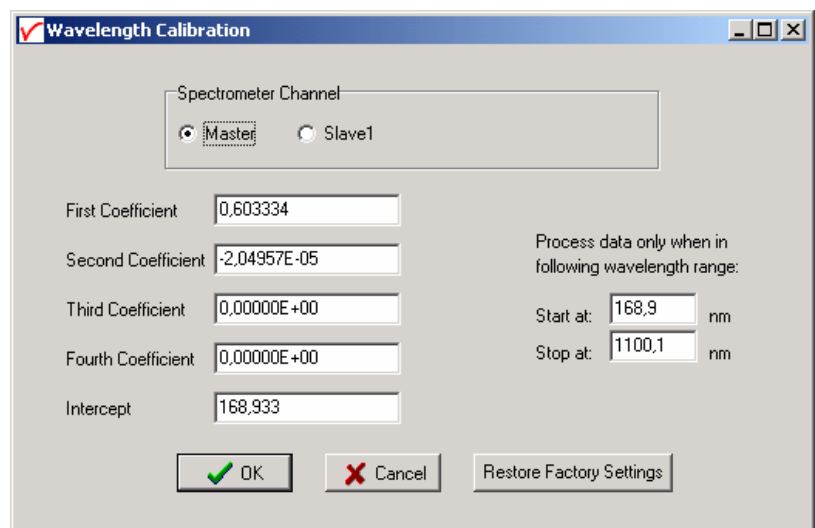 Wavelength Calibration
Spectrometer Channel
Master Slave1
First Coefficient 0,603334
Second Coefficient -2,04957E-05
Third Coefficient 0,00000E+00
Fourth Coefficient 0,00000E+00
Intercept 168,933
Process data only when in
following wavelength range:
Start at: 168,9 nm
Stop at: 1100,1 nm
OK Cancel Restore Factory Settings